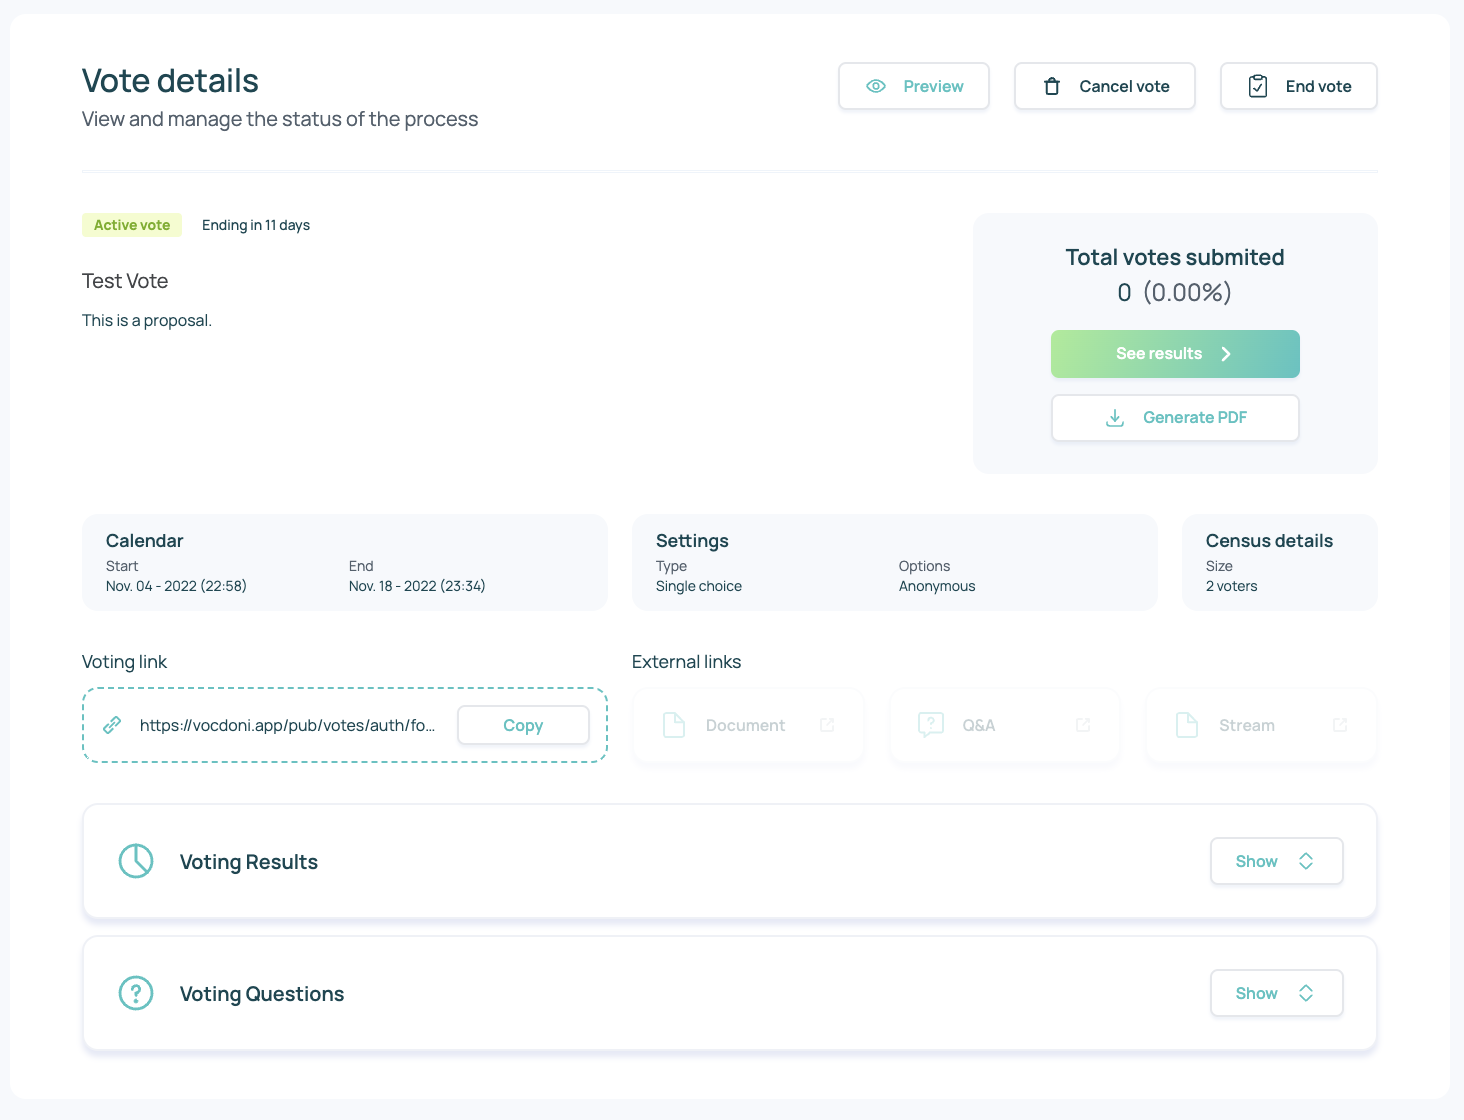 Vote details
View and manage the status of the process
Preview
Cancel vote
End vote
Active vote
Ending in 11 days
Test Vote
This is a proposal.
Total votes submited
0 (0.00%)
See results
Generate PDF
Calendar
Start
Nov. 04 - 2022 (22:58)
End
Nov. 18 - 2022 (23:34)
Settings
Type
Single choice
Options
Anonymous
Census details
Size
2 voters
Voting link
https://vocdoni.app/pub/votes/auth/fo...
Copy
External links
Document
Q&A
Stream
Voting Results
Show
Voting Questions
Show